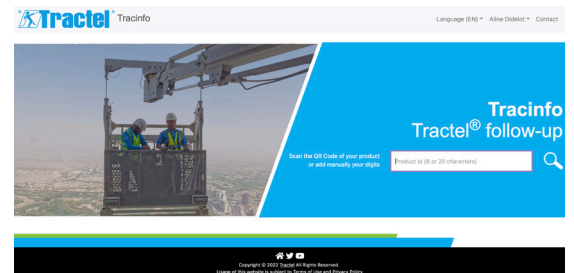 Tractel® Tracinfo
Language (EN) Aline Didelot Contact
Tracinfo
Tractel® follow-up
Scan the QR Code of your product
or add manually your digits
Product id (8 or 20 characters)
Copyright © 2022 Tractel All Rights Reserved.
Usage of this website is subject to Terms of Use and Privacy Policy.